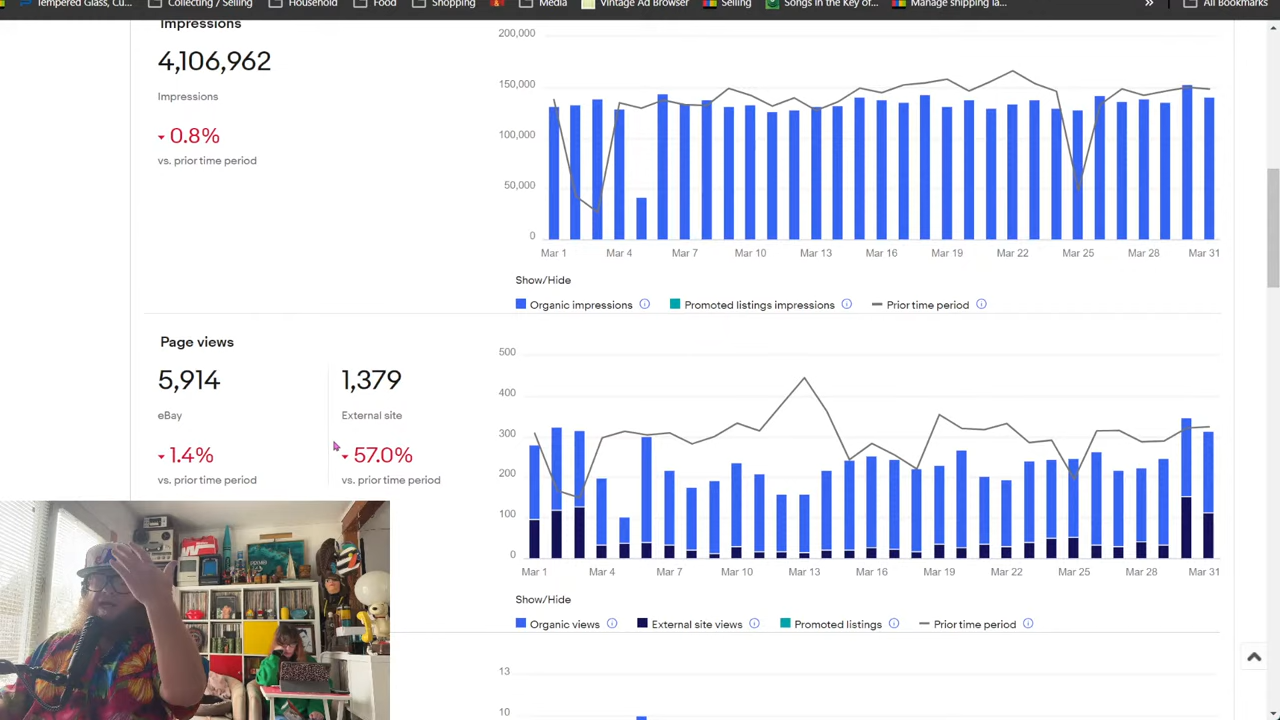 Tempered Glass, Cu...
Collecting / Selling
Household
Food
Shopping
Media
Vintage Ad Browser
Selling
Songs in the Key of...
Manage shipping la...
»
All Bookmarks
Impressions
4,106,962
Impressions
0.8%
vs. prior time period
200,000
150,000
100,000
50,000
0
Mar 1 Mar 4 Mar 7 Mar 10 Mar 13 Mar 16 Mar 19 Mar 22 Mar 25 Mar 28 Mar 31
Show/Hide
Organic impressions Promoted listings impressions Prior time period
Page views
5,914 1,379
eBay External site
1.4% 57.0%
vs. prior time period vs. prior time period
500
400
300
200
100
0
Mar 1 Mar 4 Mar 7 Mar 10 Mar 13 Mar 16 Mar 19 Mar 22 Mar 25 Mar 28 Mar 31
Show/Hide
Organic views External site views Promoted listings Prior time period
13
10